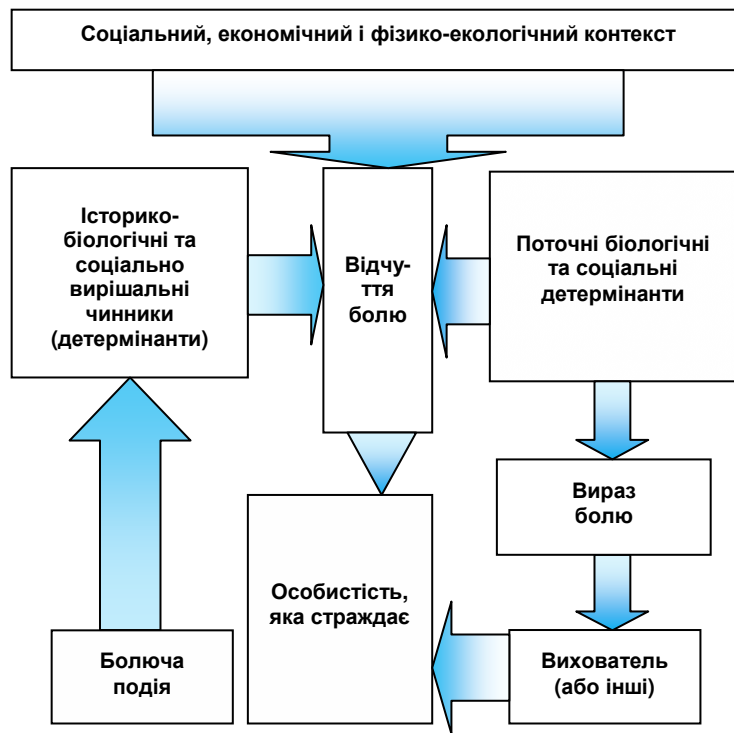 Соціальний, економічний і фізико-екологічний контекст
Історико-
біологічні та
соціально
вирішальні
чинники
(детермінанти)
Відчу-
ття
болю
Поточні біологічні
та соціальні
детермінанти
Вираз
болю
Особистість,
яка страждає
Болюча
подія
Вихователь
(або інші)